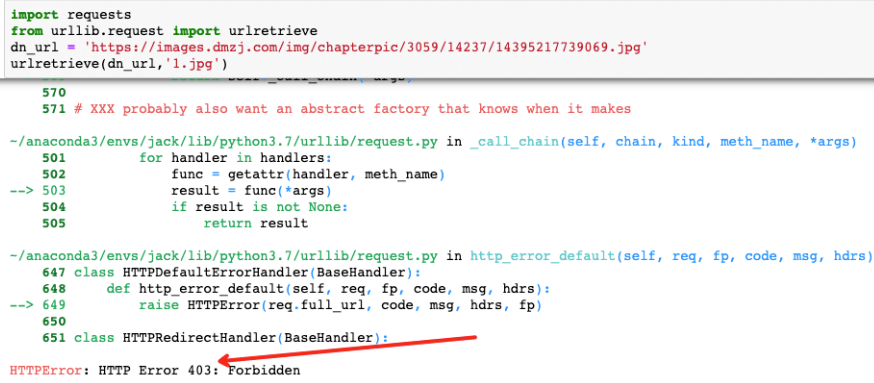 import requests
from urllib.request import urlretrieve
dn_url = 'https://images.dmzj.com/img/chapterpic/3059/14237/14395217739069.jpg'
urlretrieve(dn_url,'1.jpg')
570
571 # XXX probably also want an abstract factory that knows when it makes
~/anaconda3/envs/jack/lib/python3.7/urllib/request.py in _call_chain(self, chain, kind, meth_name, *args)
501         for handler in handlers:
502             func = getattr(handler, meth_name)
--> 503             result = func(*args)
504             if result is not None:
505                 return result
~/anaconda3/envs/jack/lib/python3.7/urllib/request.py in http_error_default(self, req, fp, code, msg, hdrs)
647 class HTTPDefaultErrorHandler(BaseHandler):
648     def http_error_default(self, req, fp, code, msg, hdrs):
--> 649         raise HTTPError(req.full_url, code, msg, hdrs, fp)
650
651 class HTTPRedirectHandler(BaseHandler):
HTTPError: HTTP Error 403: Forbidden